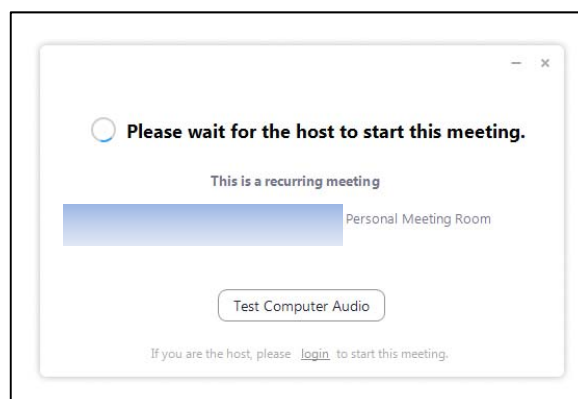 Please wait for the host to start this meeting.
This is a recurring meeting
Personal Meeting Room
Test Computer Audio
If you are the host, please login to start this meeting.